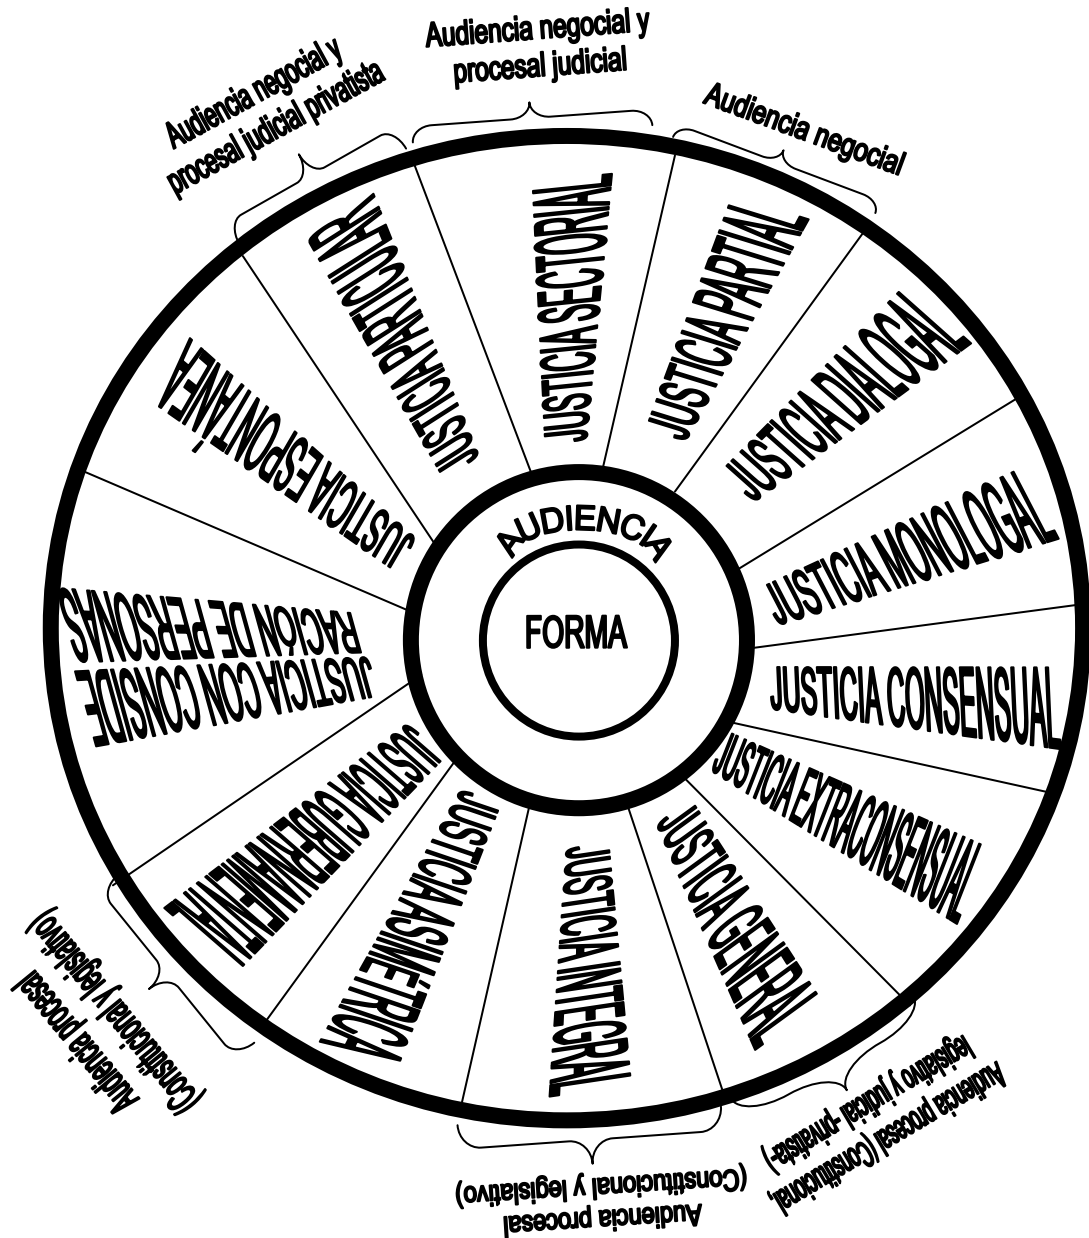 Audiencia negocial y
procesal judicial privatista
Audiencia negocial y
procesal judicial
Audiencia negocial
JUSTICIA PARTICULAR
JUSTICIA SECTORIAL
JUSTICIA PARTIAL
JUSTICIA DIALOGAL
JUSTICIA MONOLOGAL
JUSTICIA CONSENSUAL
JUSTICIA EXTRACONSENSUAL
JUSTICIA GENERAL
JUSTICIA INTEGRAL
JUSTICIA ASIMÉTRICA
JUSTICIA GUBERNAMENTAL
JUSTICIA CON CONSIDE
RACIÓN DE PERSONAS
JUSTICIA ESPONTÁNEA
AUDIENCIA
FORMA
Audiencia procesal (Constitucional,
legislativo y judicial -privatista-)
Audiencia procesal
(Constitucional y legislativo)
Audiencia procesal
(Constitucional y legislativo)